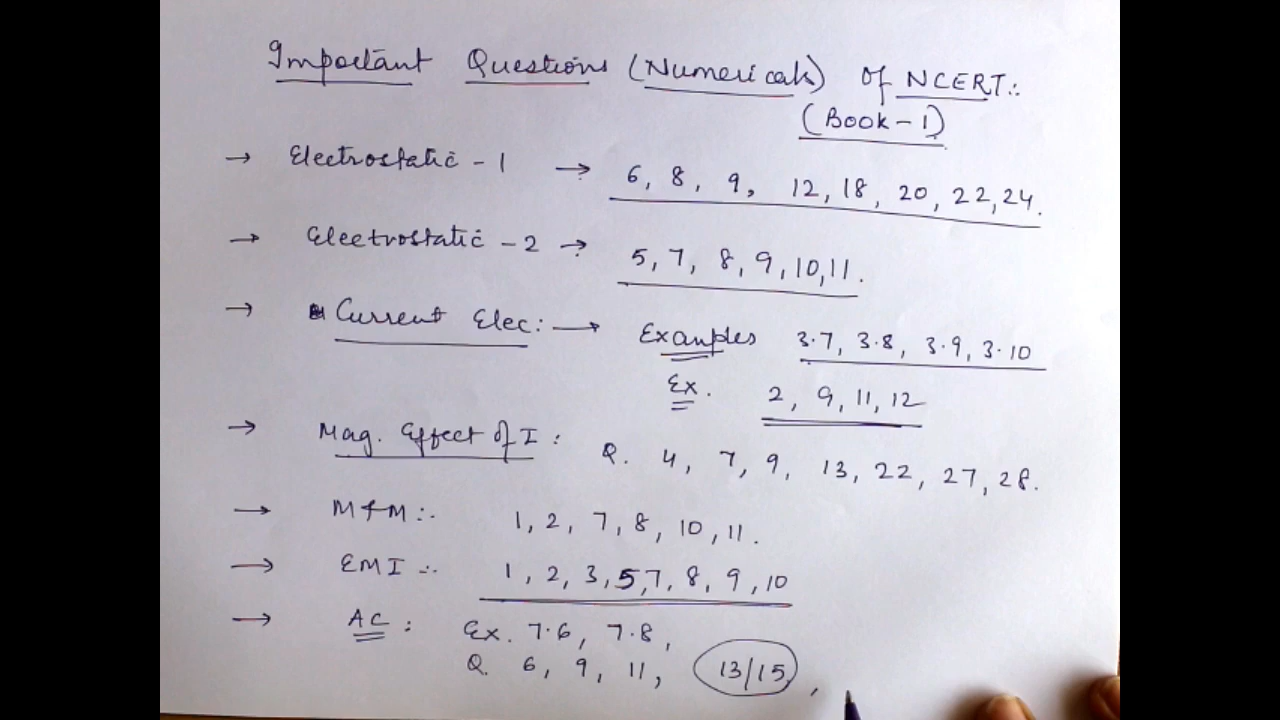 Important Questions (Numericals) of NCERT:.
(Book-1)
→ Electrostatic - 1 → 6, 8, 9, 12, 18, 20, 22, 24.
→ Electrostatic - 2 → 5, 7, 8, 9, 10, 11.
→ Current Elec: → Examples 3.7, 3.8, 3.9, 3.10
Ex. 2, 9, 11, 12
→ Mag. Effect of I : Q. 4, 7, 9, 13, 22, 27, 28.
→ M & M :. 1, 2, 7, 8, 10, 11.
→ EMI :. 1, 2, 3, 5, 7, 8, 9, 10
→ AC : Ex. 7.6, 7.8,
Q. 6, 9, 11, 13/15,